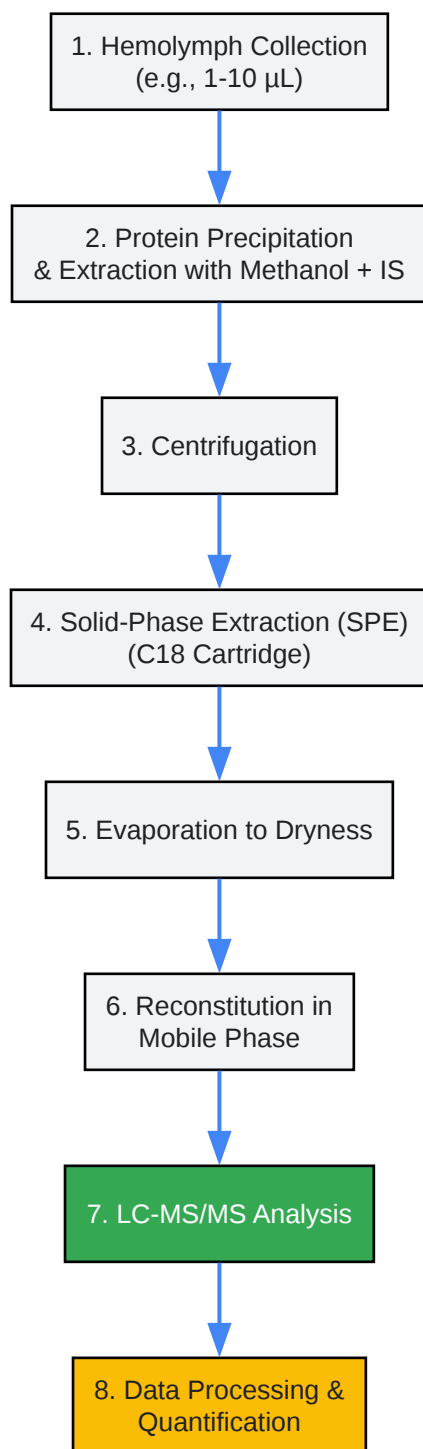 1. Hemolymph Collection
(e.g., 1-10 µL)
2. Protein Precipitation
& Extraction with Methanol + IS
3. Centrifugation
4. Solid-Phase Extraction (SPE)
(C18 Cartridge)
5. Evaporation to Dryness
6. Reconstitution in
Mobile Phase
7. LC-MS/MS Analysis
8. Data Processing &
Quantification